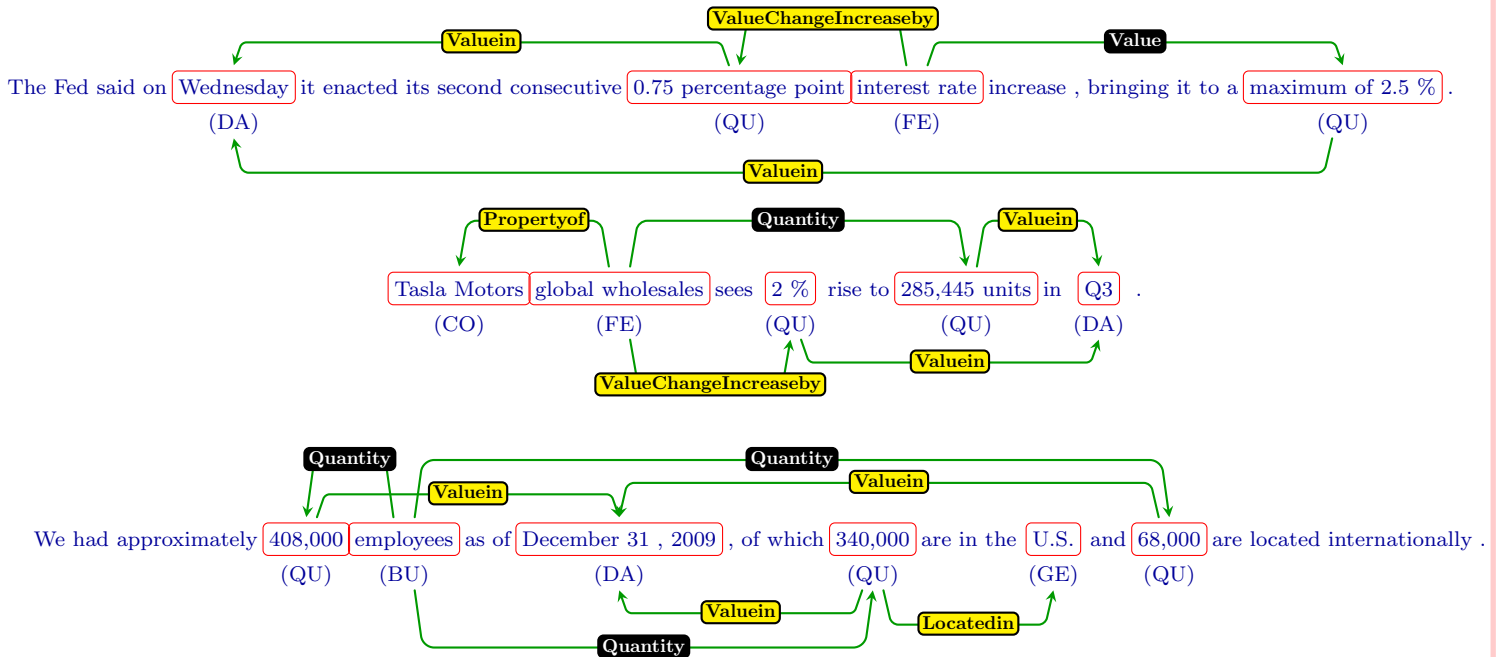 ValueChangeIncreaseby
Valuein Value
The Fed said on Wednesday it enacted its second consecutive 0.75 percentage point interest rate increase , bringing it to a maximum of 2.5 % .
(DA) (QU) (FE) (QU)
Valuein
Propertyof Quantity Valuein
Tasla Motors global wholesales sees 2 % rise to 285,445 units in Q3 .
(CO) (FE) (QU) (QU) (DA)
Valuein
ValueChangeIncreaseby
Quantity Quantity
Valuein Valuein
We had approximately 408,000 employees as of December 31 , 2009 , of which 340,000 are in the U.S. and 68,000 are located internationally .
(QU) (BU) (DA) (QU) (GE) (QU)
Valuein Locatedin
Quantity